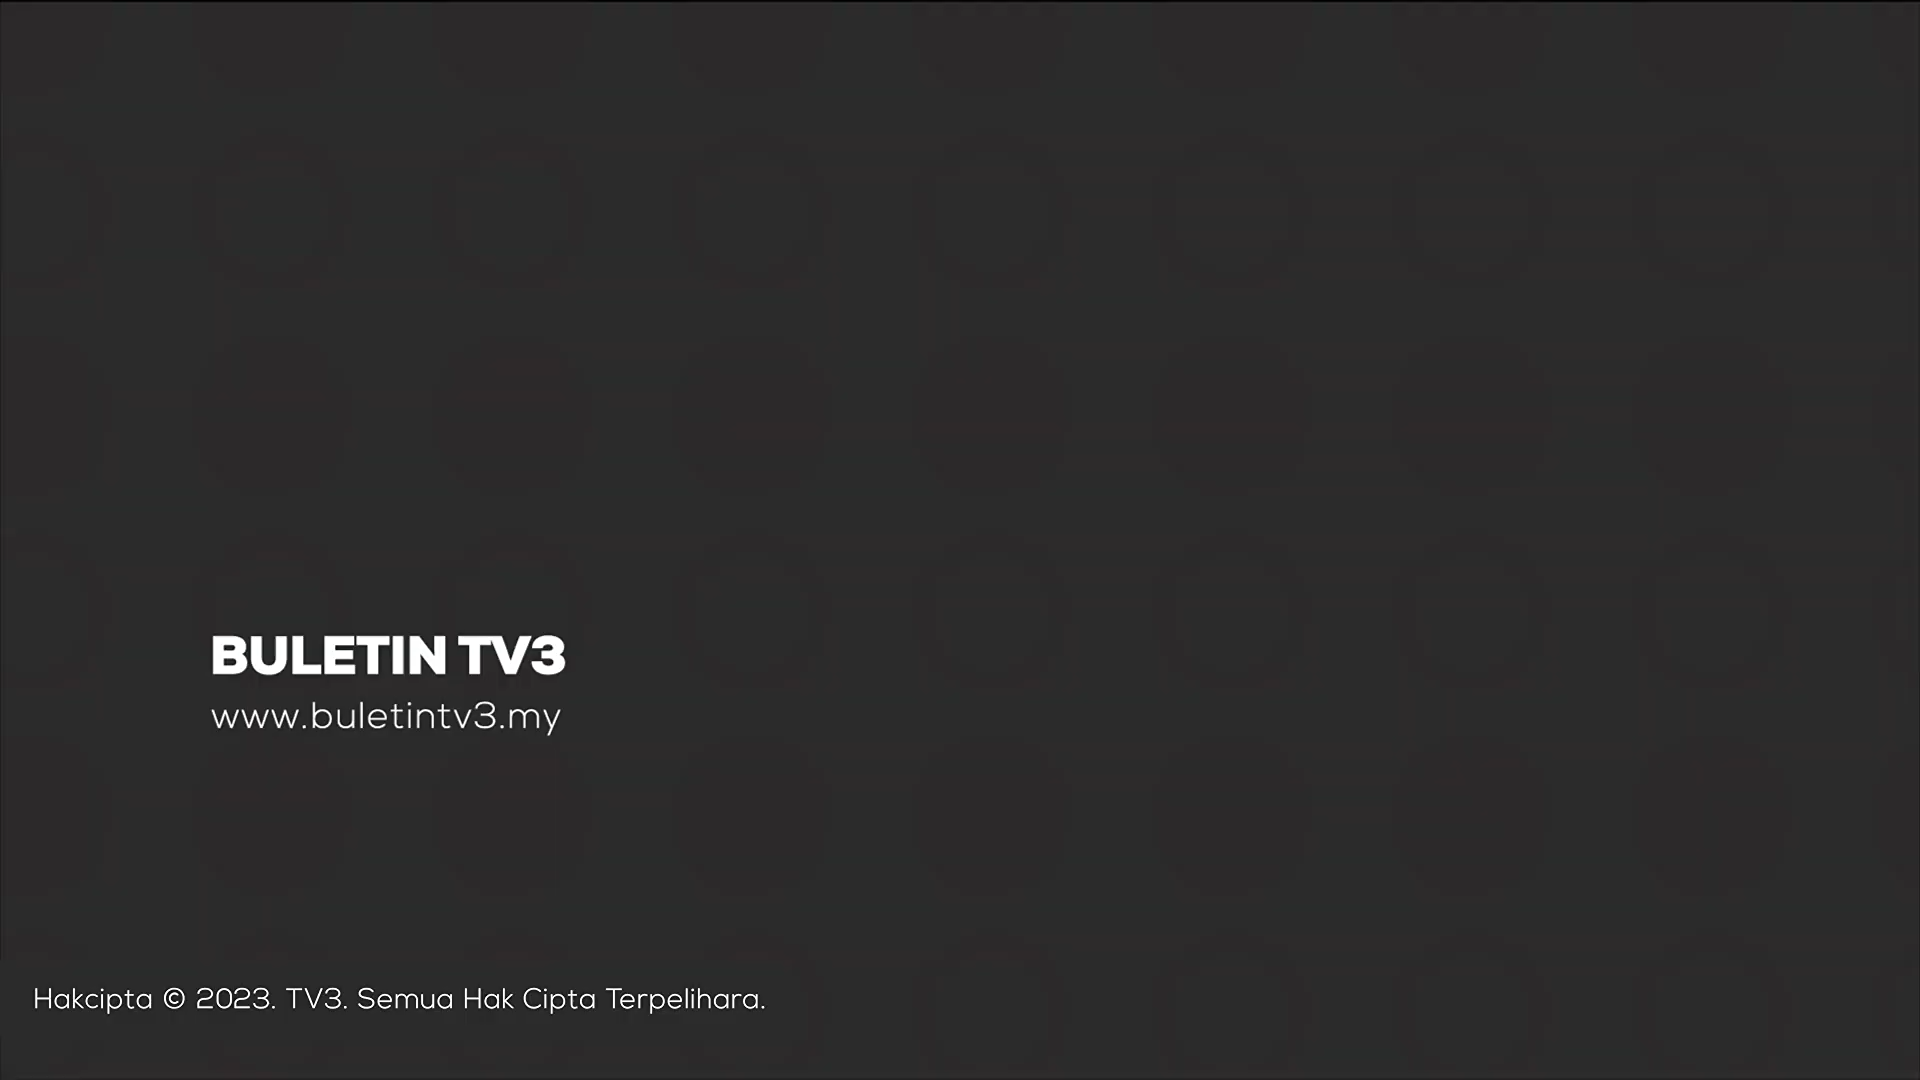 BULETIN TV3
www.buletintv3.my
Hakcipta © 2023. TV3. Semua Hak Cipta Terpelihara.